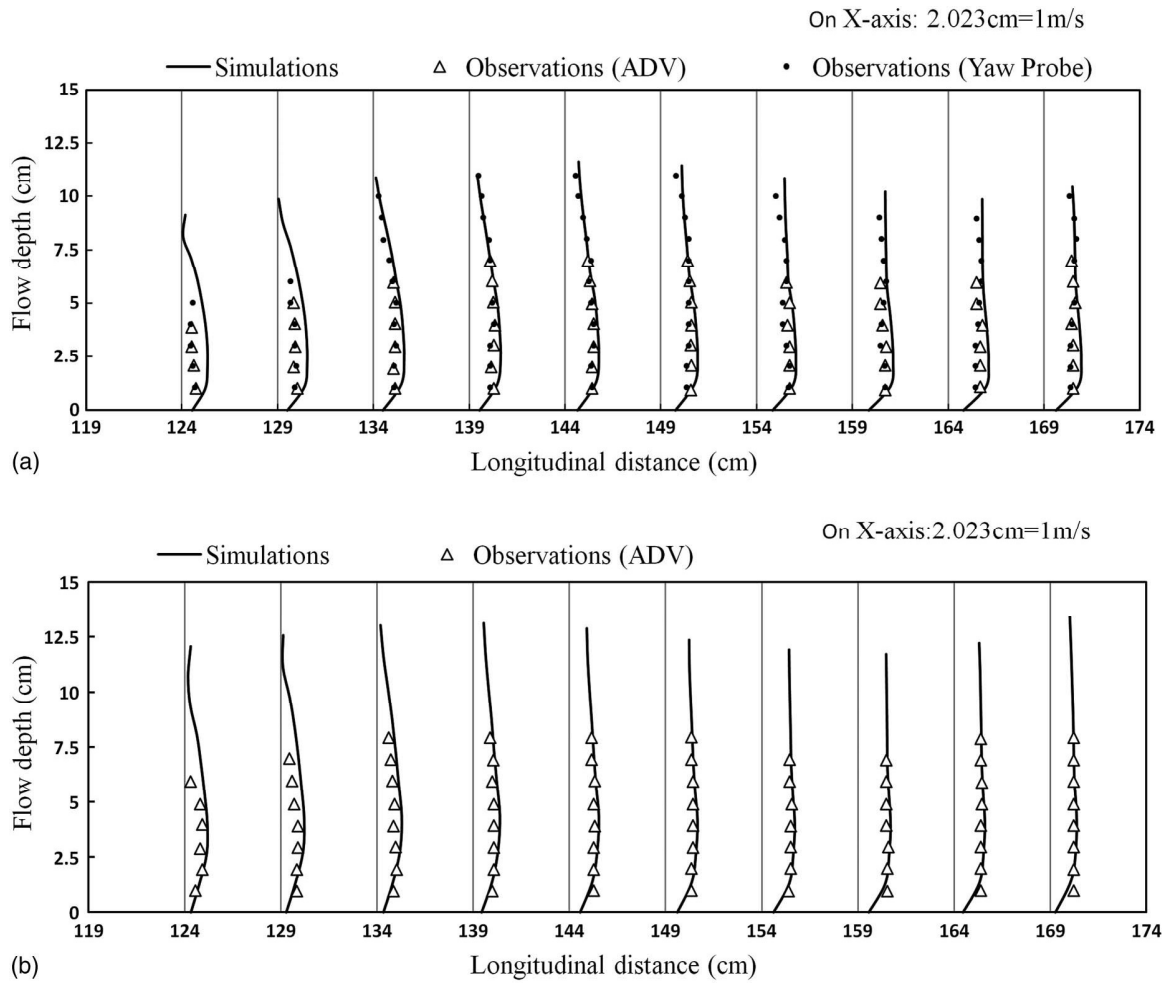 On X-axis: 2.023cm=1m/s
Simulations Observations (ADV) Observations (Yaw Probe)
15
12.5
10
7.5
5
2.5
0
Flow depth (cm)
119 124 129 134 139 144 149 154 159 164 169 174
(a) Longitudinal distance (cm)
On X-axis:2.023cm=1m/s
Simulations Observations (ADV)
15
12.5
10
7.5
5
2.5
0
Flow depth (cm)
119 124 129 134 139 144 149 154 159 164 169 174
(b) Longitudinal distance (cm)